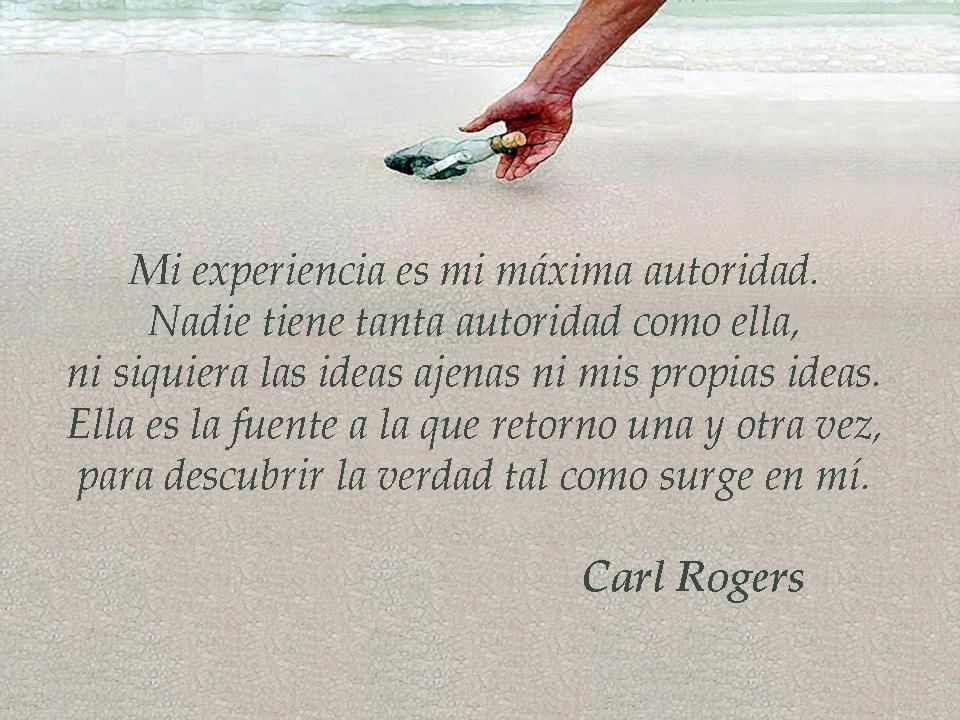 Mi experiencia es mi máxima autoridad.
Nadie tiene tanta autoridad como ella,
ni siquiera las ideas ajenas ni mis propias ideas.
Ella es la fuente a la que retorno una y otra vez,
para descubrir la verdad tal como surge en mí.
Carl Rogers